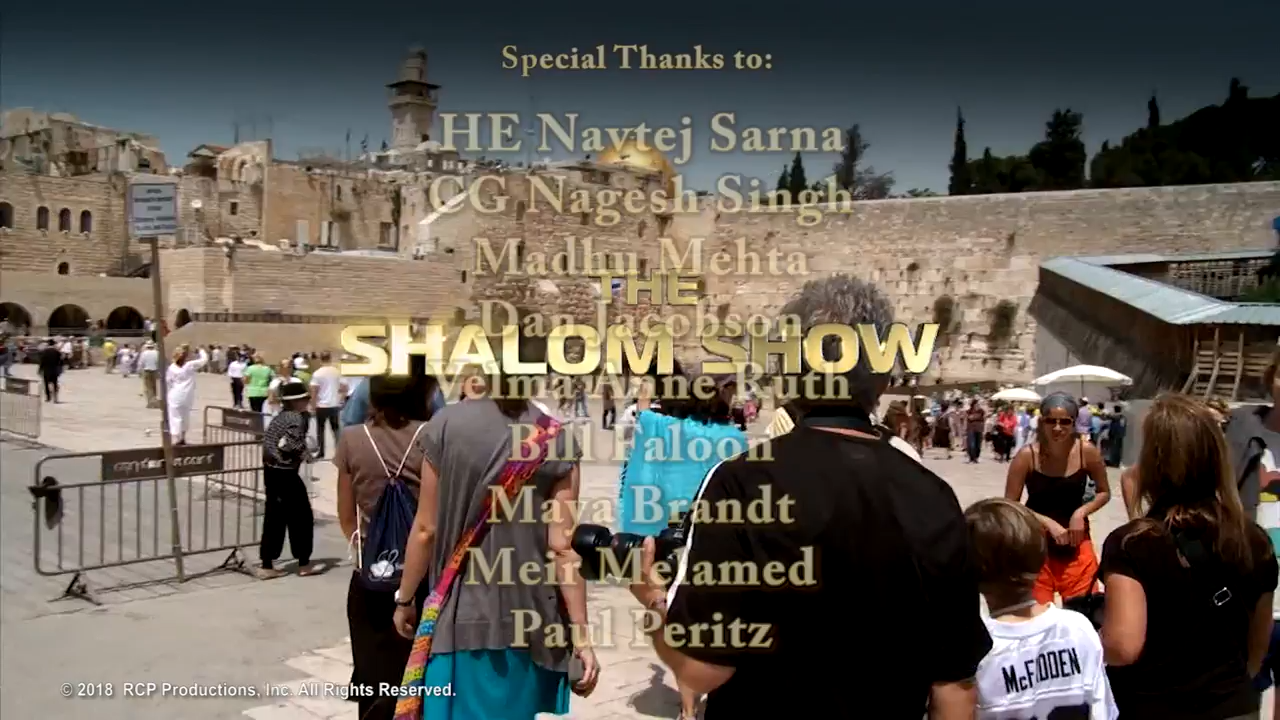 Special Thanks to:
HE Navtej Sarna
CG Nagesh Singh
Madhu Mehta
THE
Dan Jacobson
SHALOM SHOW
Velma Anne Ruth
Bill Faloon
Maya Brandt
Meir Melamed
Paul Peritz
McFADDEN
© 2018 RCP Productions, Inc. All Rights Reserved.